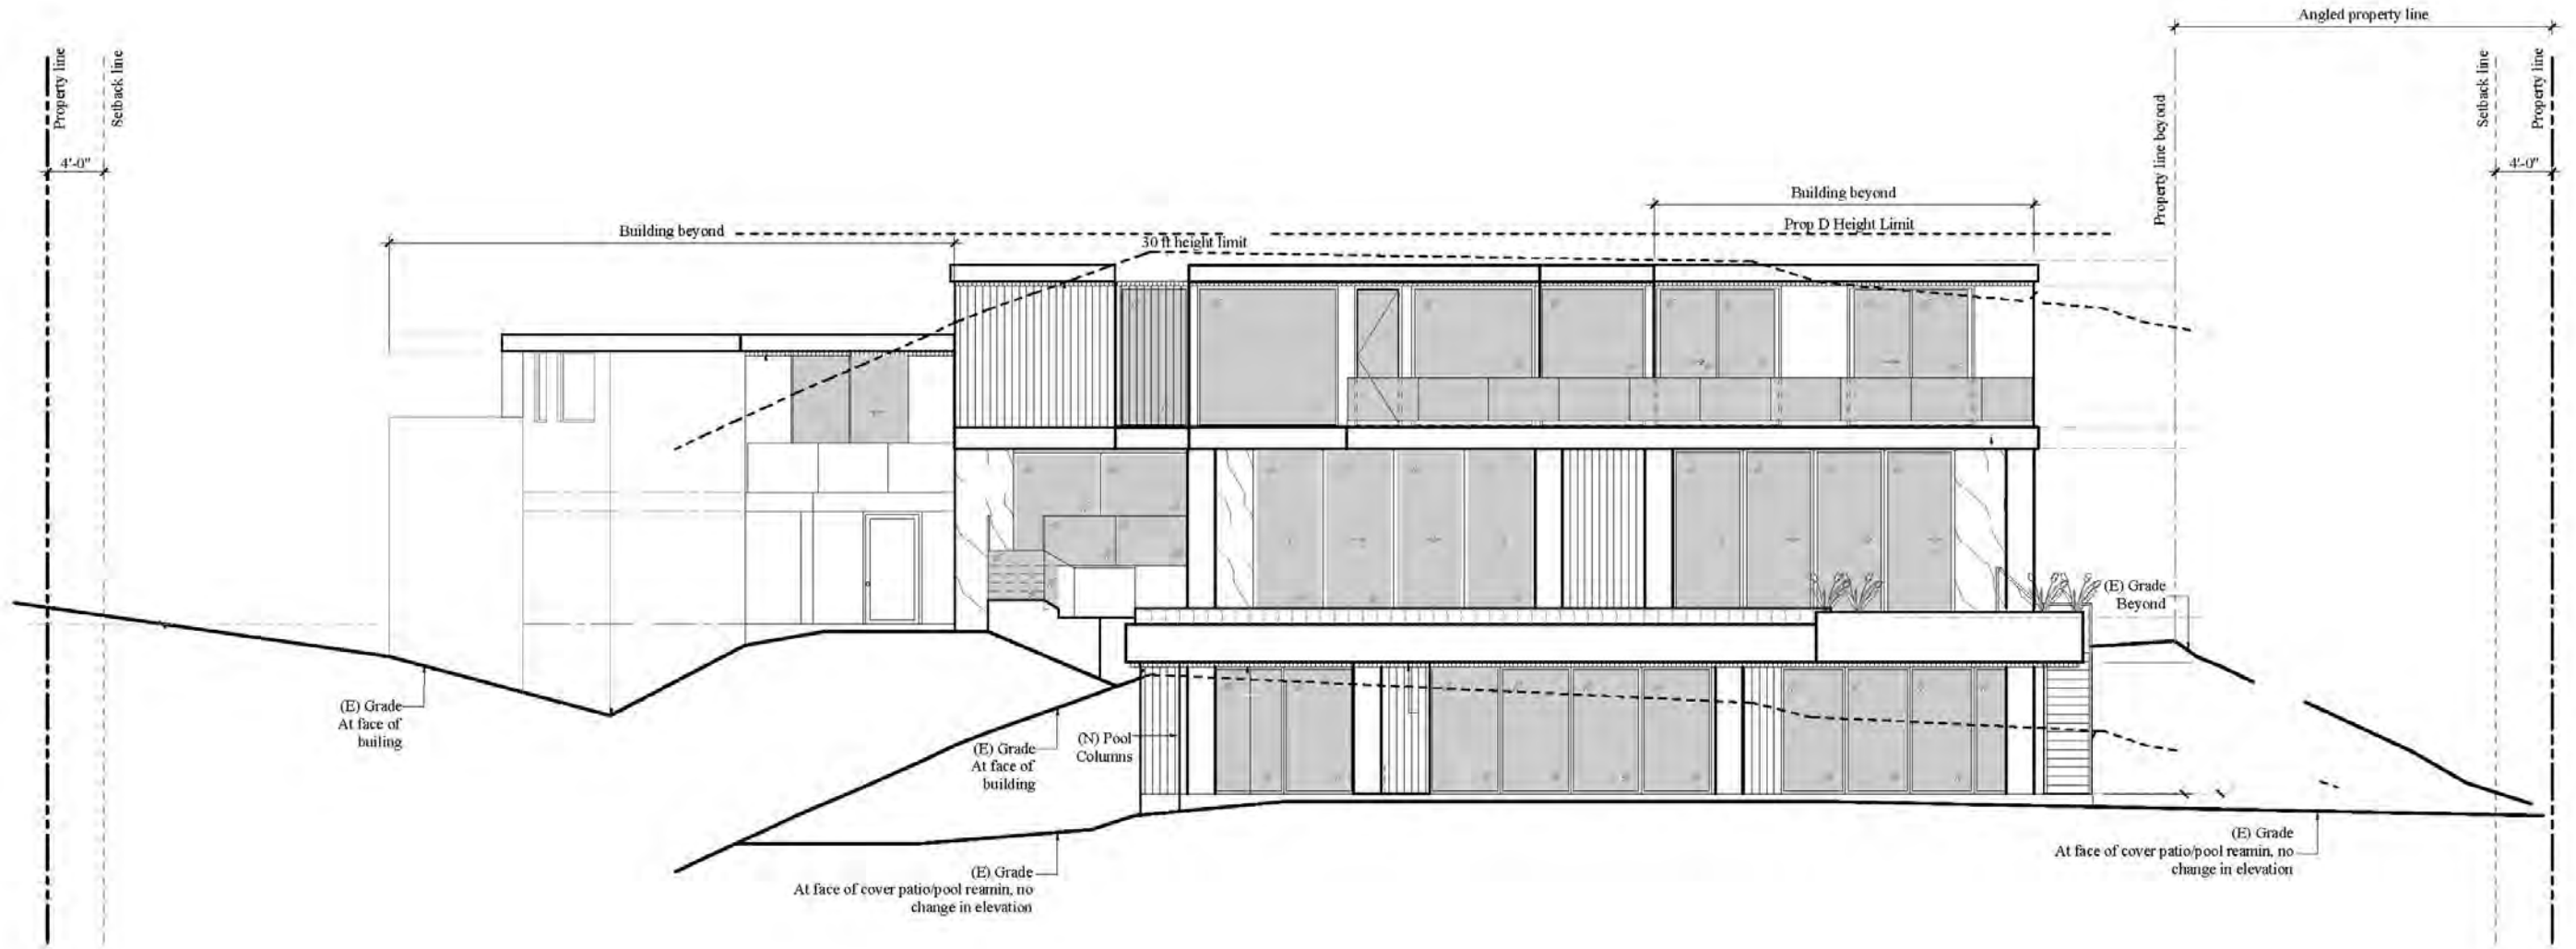 Angled property line
Property line
Setback line
Property line beyond
Setback line
Property line
4'-0"
4'-0"
Building beyond
Building beyond
Prop D Height Limit
30 ft height limit
(E) Grade
Beyond
(E) Grade
At face of
builing
(E) Grade
At face of
building
(N) Pool
Columns
(E) Grade
At face of cover patio/pool reamin, no
change in elevation
(E) Grade
At face of cover patio/pool reamin, no
change in elevation